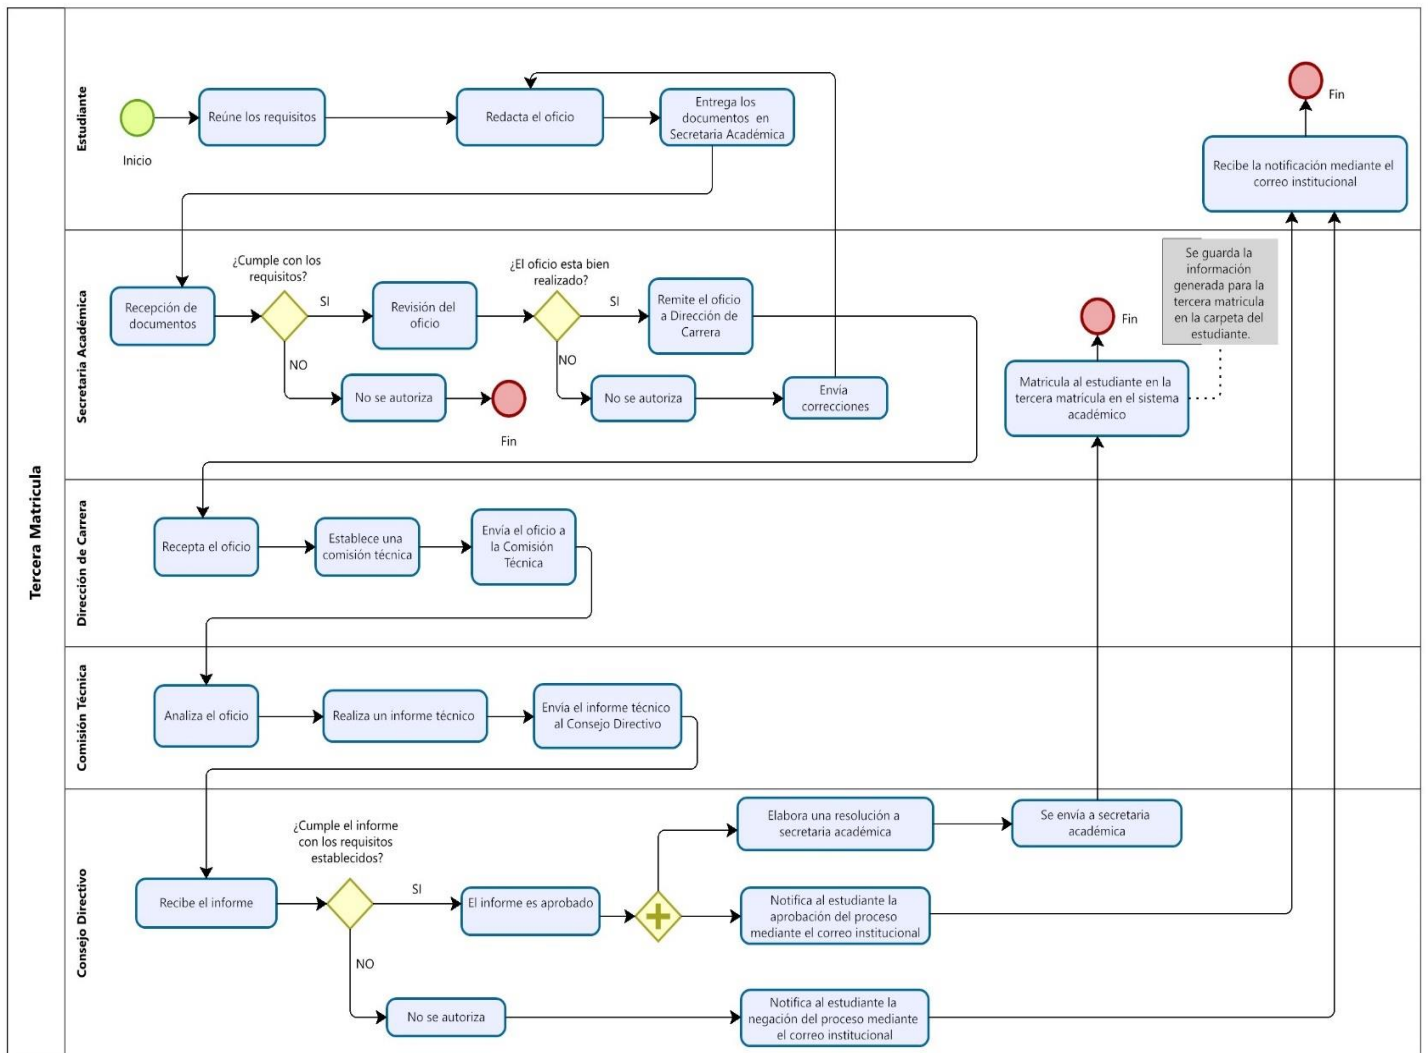 Tercera Matricula
Estudiante
Inicio
Reúne los requisitos
Redacta el oficio
Entrega los
documentos en
Secretaria Académica
Fin
Recibe la notificación mediante el
correo institucional
Secretaria Académica
Recepción de
documentos
¿Cumple con los
requisitos?
SI
NO
Revisión del
oficio
No se autoriza
Fin
¿El oficio esta bien
realizado?
SI
NO
Remite el oficio
a Dirección de
Carrera
No se autoriza
Envía
correcciones
Fin
Matricula al estudiante en la
tercera matrícula en el sistema
académico
Se guarda la
información
generada para la
tercera matricula
en la carpeta del
estudiante.
Dirección de Carrera
Recepta el oficio
Establece una
comisión técnica
Envía el oficio a
la Comisión
Técnica
Comisión Técnica
Analiza el oficio
Realiza un informe técnico
Envía el informe técnico
al Consejo Directivo
Consejo Directivo
Recibe el informe
¿Cumple el informe
con los requisitos
establecidos?
SI
NO
El informe es aprobado
Elabora una resolución a
secretaria académica
Se envía a secretaria
académica
Notifica al estudiante la
aprobación del proceso
mediante el correo institucional
No se autoriza
Notifica al estudiante la
negación del proceso mediante
el correo institucional